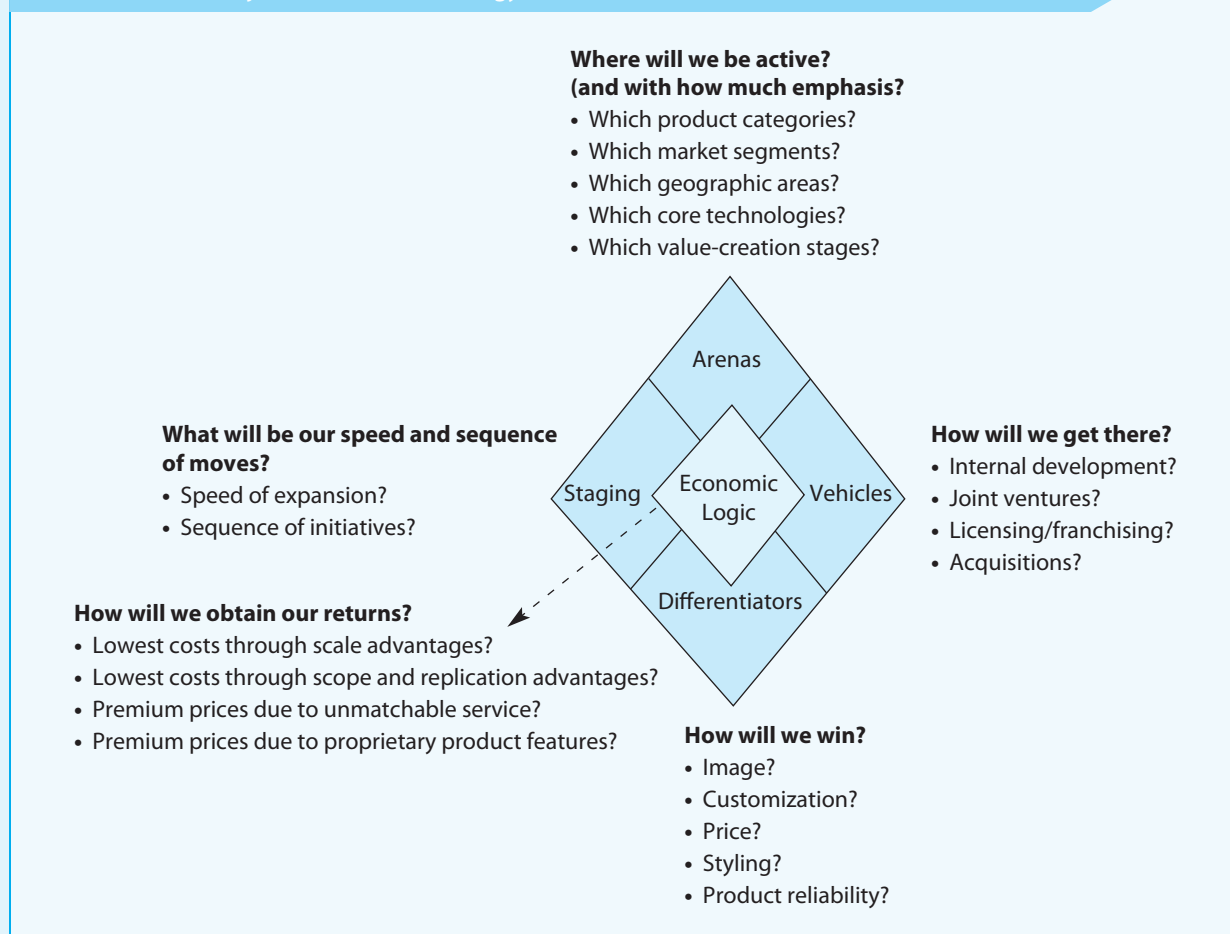 Where will we be active?
(and with how much emphasis?
• Which product categories?
• Which market segments?
• Which geographic areas?
• Which core technologies?
• Which value-creation stages?
Arenas
What will be our speed and sequence
of moves?
• Speed of expansion?
• Sequence of initiatives?
Staging
Economic
Logic
Vehicles
How will we get there?
• Internal development?
• Joint ventures?
• Licensing/franchising?
• Acquisitions?
Differentiators
How will we obtain our returns?
• Lowest costs through scale advantages?
• Lowest costs through scope and replication advantages?
• Premium prices due to unmatchable service?
• Premium prices due to proprietary product features?
How will we win?
• Image?
• Customization?
• Price?
• Styling?
• Product reliability?